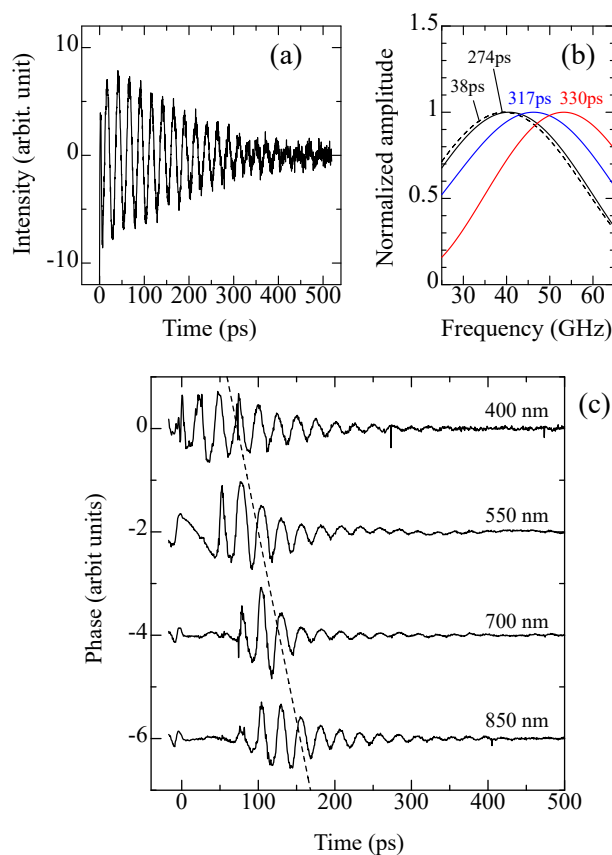 (a)
Intensity (arbit. unit)
10
0
-10
0 100 200 300 400 500
Time (ps)
(b)
Normalized amplitude
1.5
1
0.5
0
274ps
38ps
317ps 330ps
30 40 50 60
Frequency (GHz)
(c)
Phase (arbit units)
0
-2
-4
-6
400 nm
550 nm
700 nm
850 nm
0 100 200 300 400 500
Time (ps)